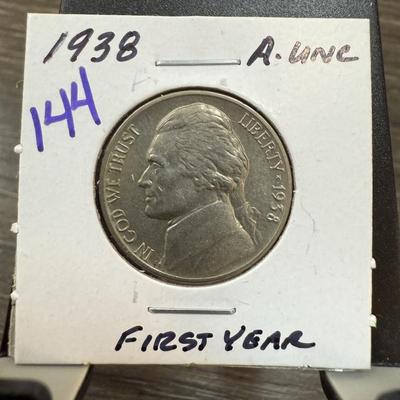 1938 A.UNC
144
IN GOD WE TRUST
LIBERTY * 1938
FIRST YEAR